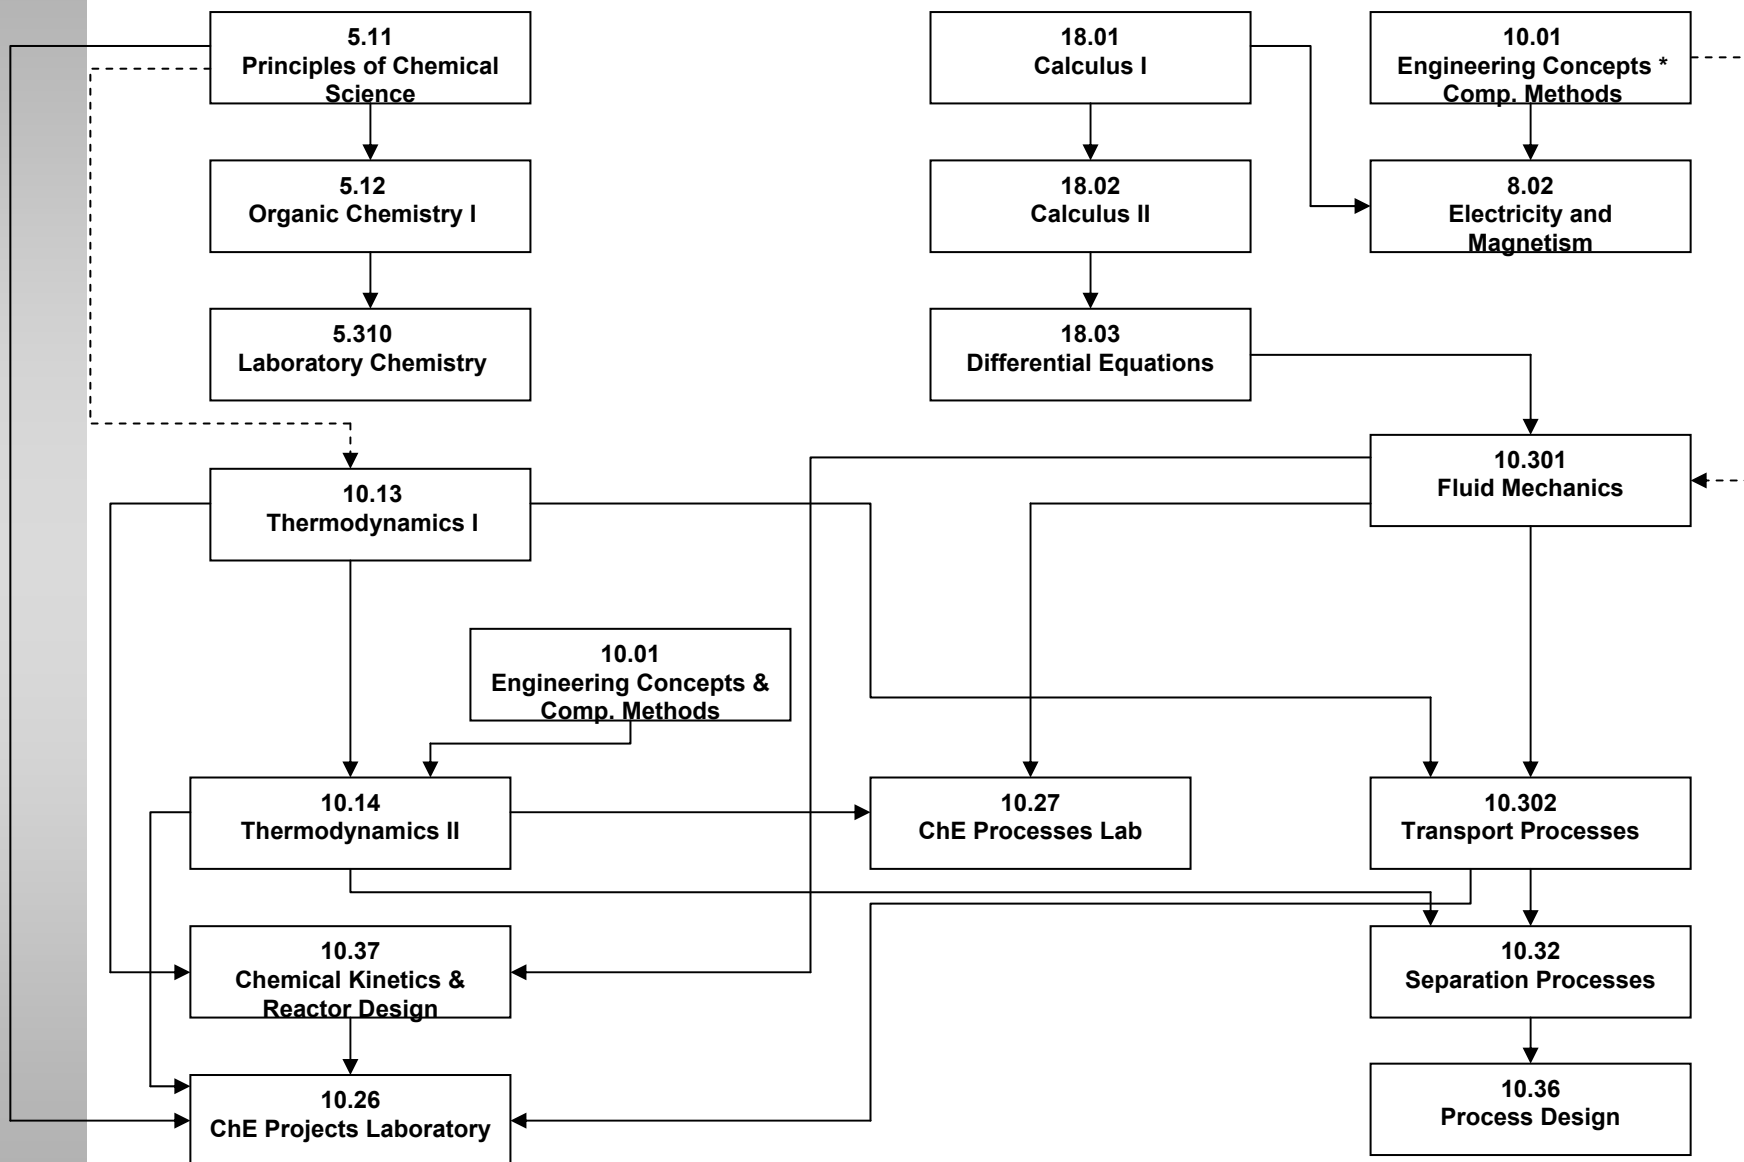 5.11
Principles of Chemical
Science
18.01
Calculus I
10.01
Engineering Concepts *
Comp. Methods
5.12
Organic Chemistry I
18.02
Calculus II
8.02
Electricity and
Magnetism
5.310
Laboratory Chemistry
18.03
Differential Equations
10.301
Fluid Mechanics
10.13
Thermodynamics I
10.01
Engineering Concepts &
Comp. Methods
10.14
Thermodynamics II
10.27
ChE Processes Lab
10.302
Transport Processes
10.37
Chemical Kinetics &
Reactor Design
10.32
Separation Processes
10.26
ChE Projects Laboratory
10.36
Process Design